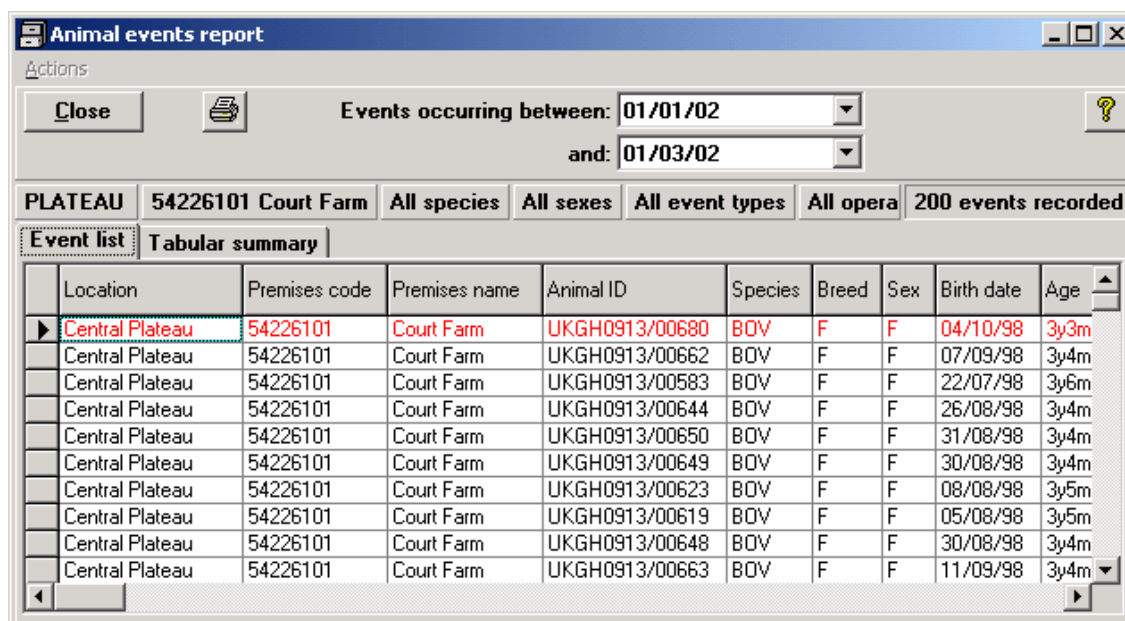 Animal events report
Actions
Close Events occurring between: 01/01/02
and: 01/03/02
PLATEAU 54226101 Court Farm All species All sexes All event types All opera 200 events recorded
Event list Tabular summary
Location Premises code Premises name Animal ID Species Breed Sex Birth date Age
Central Plateau 54226101 Court Farm UKGH0913/00680 BOV F F 04/10/98 3y3m
Central Plateau 54226101 Court Farm UKGH0913/00662 BOV F F 07/09/98 3y4m
Central Plateau 54226101 Court Farm UKGH0913/00583 BOV F F 22/07/98 3y6m
Central Plateau 54226101 Court Farm UKGH0913/00644 BOV F F 26/08/98 3y4m
Central Plateau 54226101 Court Farm UKGH0913/00650 BOV F F 31/08/98 3y4m
Central Plateau 54226101 Court Farm UKGH0913/00649 BOV F F 30/08/98 3y4m
Central Plateau 54226101 Court Farm UKGH0913/00623 BOV F F 08/08/98 3y5m
Central Plateau 54226101 Court Farm UKGH0913/00619 BOV F F 05/08/98 3y5m
Central Plateau 54226101 Court Farm UKGH0913/00648 BOV F F 30/08/98 3y4m
Central Plateau 54226101 Court Farm UKGH0913/00663 BOV F F 11/09/98 3y4m